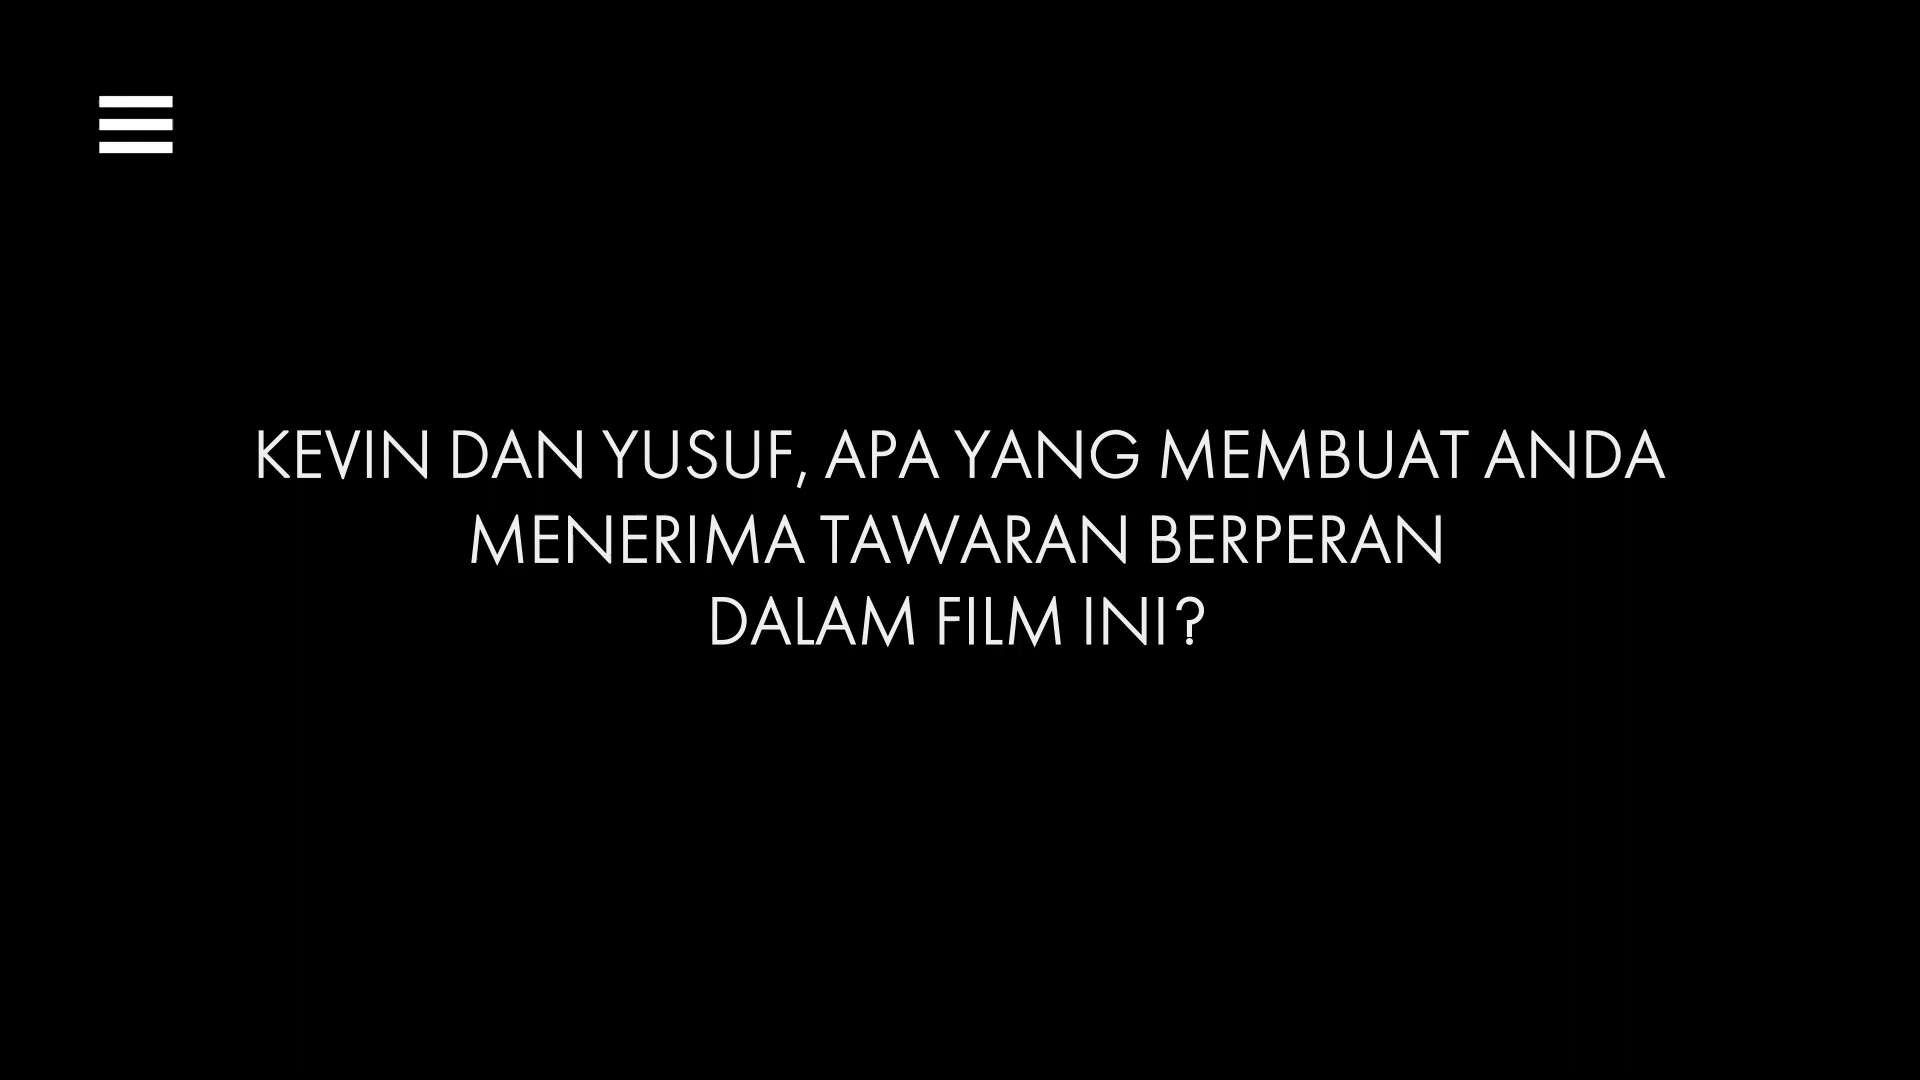 KEVIN DAN YUSUF, APA YANG MEMBUAT ANDA
MENERIMA TAWARAN BERPERAN
DALAM FILM INI?